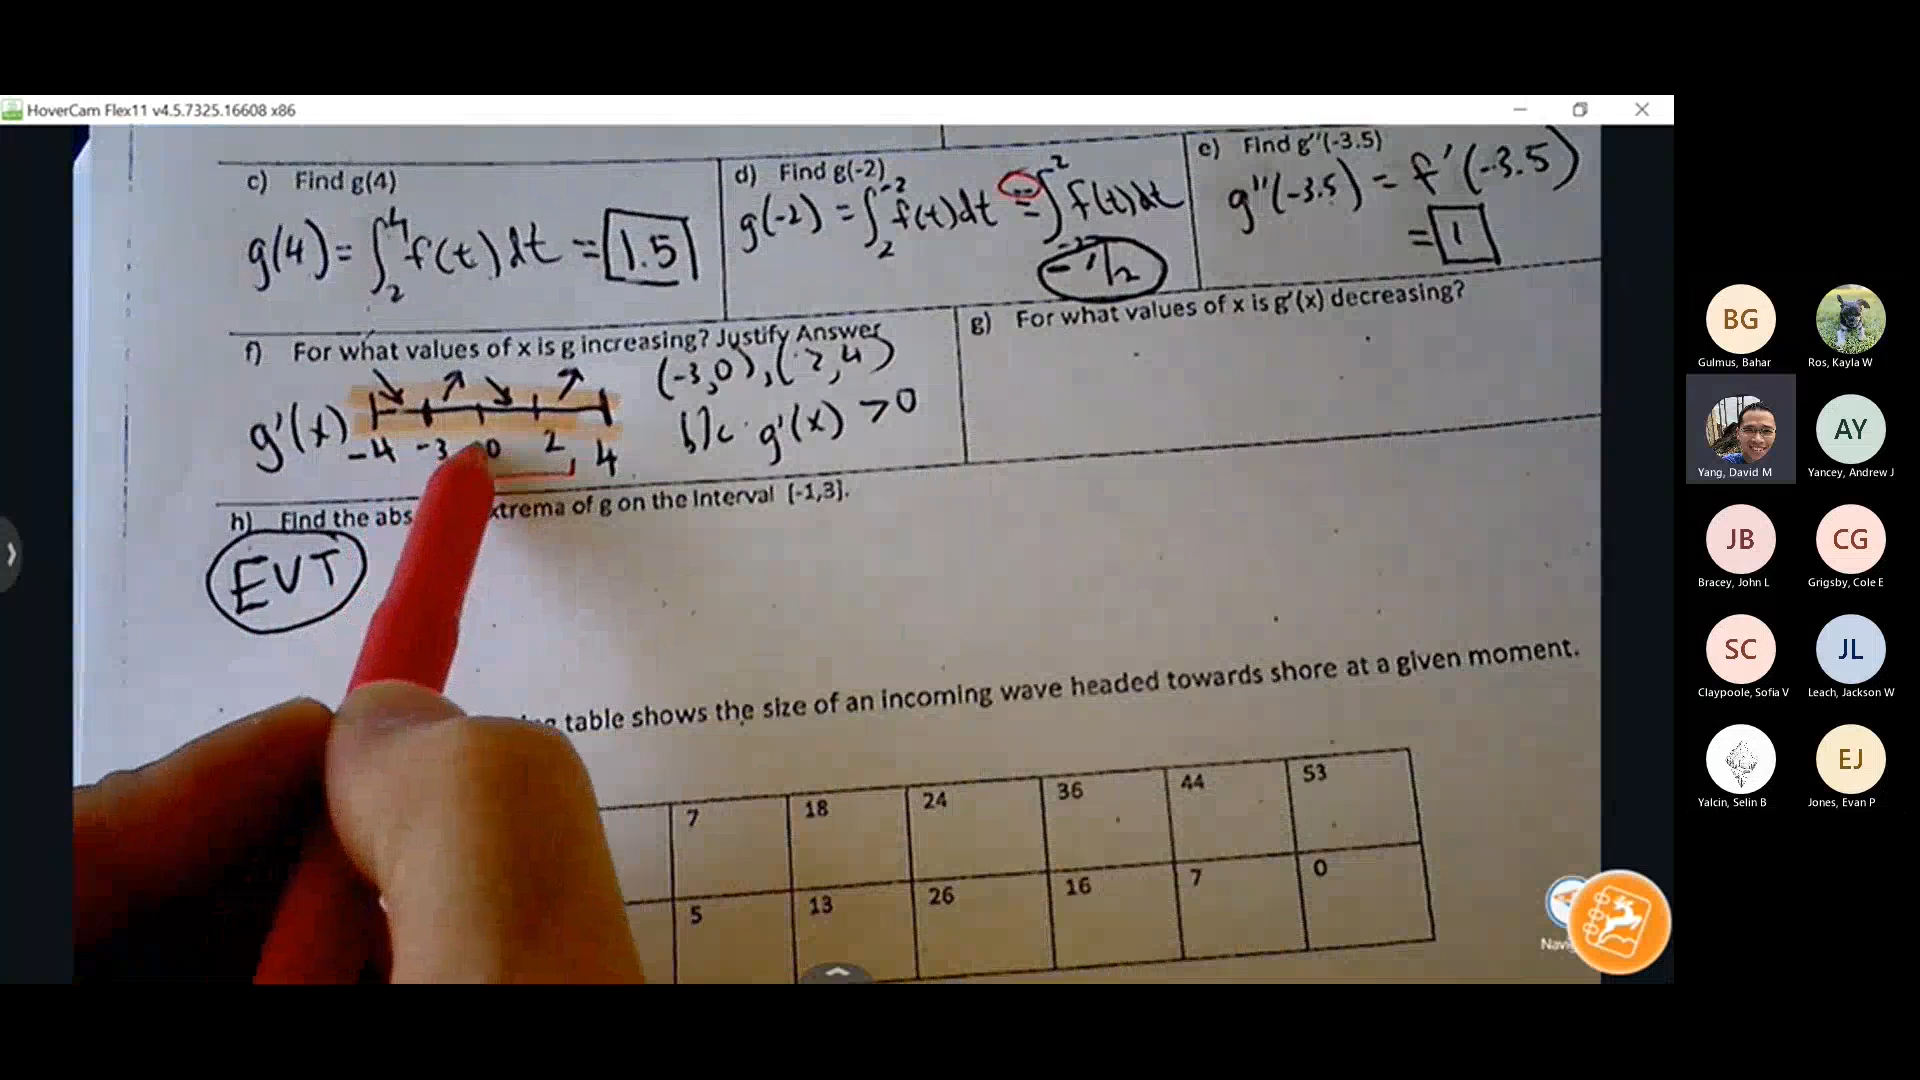 HoverCam Flex11 v4.5.7325.16608 x86
c) Find g(4)
g(4) = ∫₂⁴ f(t) dt = 1.5
d) Find g(-2)
g(-2) = ∫₂⁻² f(t) dt = -∫₋₂² f(t) dt
- 1/2
e) Find g''(-3.5)
g''(-3.5) = f'(-3.5)
= 1
f) For what values of x is g increasing? Justify Answer
(-3,0), (2,4)
b/c g'(x) > 0
g'(x)
-4 -3 0 2 4
g) For what values of x is g'(x) decreasing?
h) Find the abs xtrema of g on the interval [-1,3].
EVT
table shows the size of an incoming wave headed towards shore at a given moment.
7 18 24 36 44 53
5 13 26 16 7 0
Navi
BG
Gulmus, Bahar
Ros, Kayla W
Yang, David M
AY
Yancey, Andrew J
JB
Bracey, John L
CG
Grigsby, Cole E
SC
Claypoole, Sofia V
JL
Leach, Jackson W
Yalcin, Selin B
EJ
Jones, Evan P